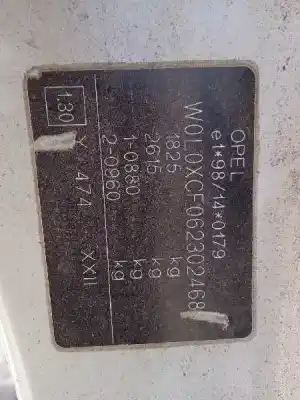 OPEL
e1*98/14*0179
W0L0XCF062302468
1825 kg
2615 kg
1-0880 kg
2-0960 kg
1.30 Y 474 XXII